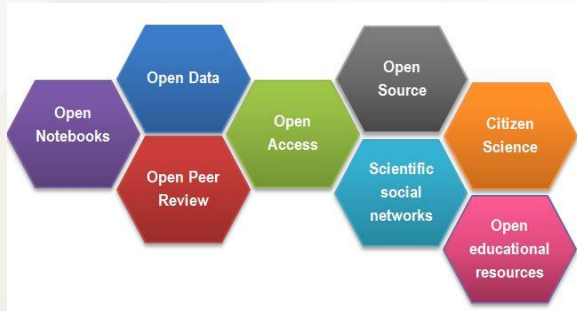 Open
Notebooks
Open Data
Open Peer
Review
Open
Access
Open
Source
Scientific
social
networks
Citizen
Science
Open
educational
resources